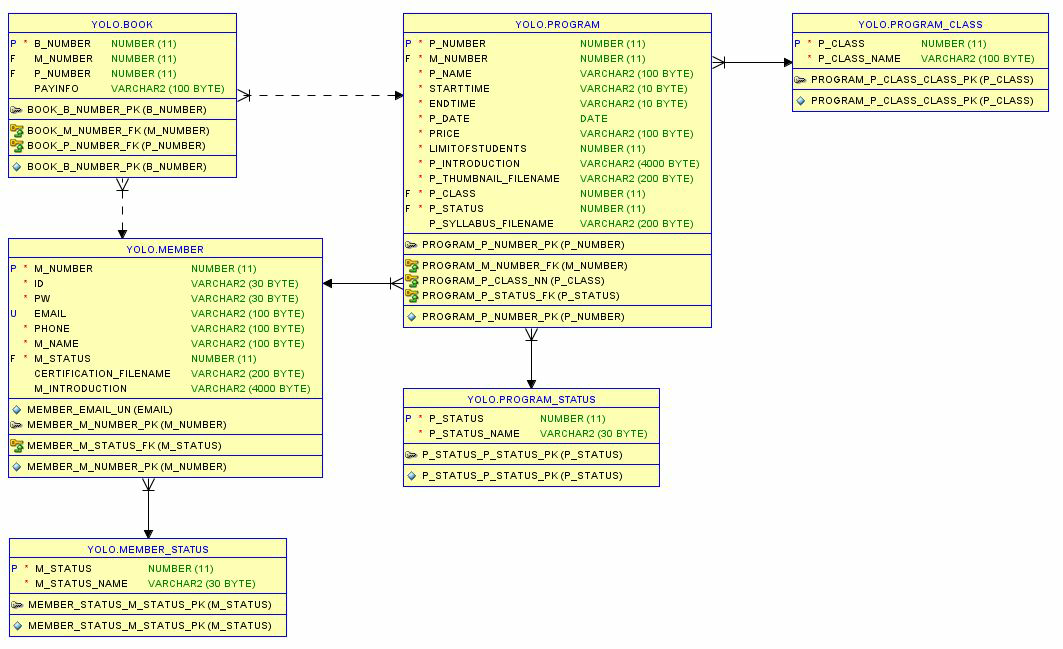 YOLO.BOOK
P * B_NUMBER NUMBER (11)
F M_NUMBER NUMBER (11)
F P_NUMBER NUMBER (11)
PAYINFO VARCHAR2 (100 BYTE)
BOOK_B_NUMBER_PK (B_NUMBER)
BOOK_M_NUMBER_FK (M_NUMBER)
BOOK_P_NUMBER_FK (P_NUMBER)
BOOK_B_NUMBER_PK (B_NUMBER)
YOLO.PROGRAM
P * P_NUMBER NUMBER (11)
F * M_NUMBER NUMBER (11)
* P_NAME VARCHAR2 (100 BYTE)
* STARTTIME VARCHAR2 (10 BYTE)
* ENDTIME VARCHAR2 (10 BYTE)
* P_DATE DATE
* PRICE VARCHAR2 (100 BYTE)
* LIMITOFSTUDENTS NUMBER (11)
* P_INTRODUCTION VARCHAR2 (4000 BYTE)
* P_THUMBNAIL_FILENAME VARCHAR2 (200 BYTE)
F * P_CLASS NUMBER (11)
F * P_STATUS NUMBER (11)
P_SYLLABUS_FILENAME VARCHAR2 (200 BYTE)
PROGRAM_P_NUMBER_PK (P_NUMBER)
PROGRAM_M_NUMBER_FK (M_NUMBER)
PROGRAM_P_CLASS_NN (P_CLASS)
PROGRAM_P_STATUS_FK (P_STATUS)
PROGRAM_P_NUMBER_PK (P_NUMBER)
YOLO.PROGRAM_CLASS
P * P_CLASS NUMBER (11)
* P_CLASS_NAME VARCHAR2 (100 BYTE)
PROGRAM_P_CLASS_CLASS_PK (P_CLASS)
PROGRAM_P_CLASS_CLASS_PK (P_CLASS)
YOLO.MEMBER
P * M_NUMBER NUMBER (11)
* ID VARCHAR2 (30 BYTE)
* PW VARCHAR2 (30 BYTE)
U EMAIL VARCHAR2 (100 BYTE)
* PHONE VARCHAR2 (100 BYTE)
* M_NAME VARCHAR2 (100 BYTE)
F * M_STATUS NUMBER (11)
CERTIFICATION_FILENAME VARCHAR2 (200 BYTE)
M_INTRODUCTION VARCHAR2 (4000 BYTE)
MEMBER_EMAIL_UN (EMAIL)
MEMBER_M_NUMBER_PK (M_NUMBER)
MEMBER_M_STATUS_FK (M_STATUS)
MEMBER_M_NUMBER_PK (M_NUMBER)
YOLO.PROGRAM_STATUS
P * P_STATUS NUMBER (11)
* P_STATUS_NAME VARCHAR2 (30 BYTE)
P_STATUS_P_STATUS_PK (P_STATUS)
P_STATUS_P_STATUS_PK (P_STATUS)
YOLO.MEMBER_STATUS
P * M_STATUS NUMBER (11)
* M_STATUS_NAME VARCHAR2 (30 BYTE)
MEMBER_STATUS_M_STATUS_PK (M_STATUS)
MEMBER_STATUS_M_STATUS_PK (M_STATUS)